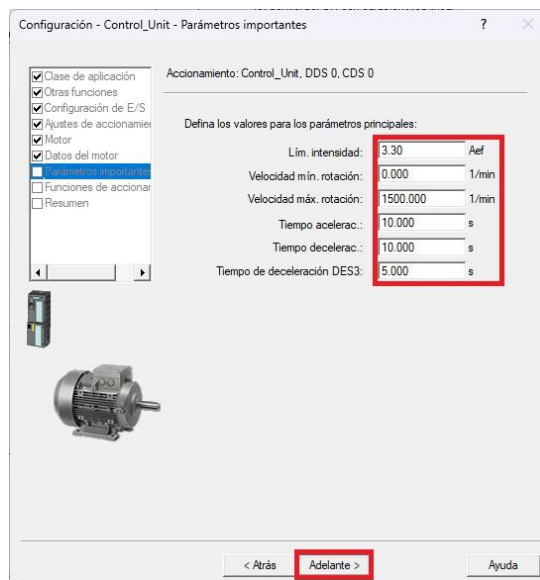 Configuración - Control_Unit - Parámetros importantes
?
Clase de aplicación
Otras funciones
Configuración de E/S
Ajustes de accionamie
Motor
Datos del motor
Parámetros importante
Funciones de accionar
Resumen
Accionamiento: Control_Unit, DDS 0, CDS 0
Defina los valores para los parámetros principales:
Lím. intensidad: 3.30 Aef
Velocidad mín. rotación: 0.000 1/min
Velocidad máx. rotación: 1500.000 1/min
Tiempo acelerac.: 10.000 s
Tiempo decelerac.: 10.000 s
Tiempo de deceleración DES3: 5.000 s
< Atrás Adelante > Ayuda